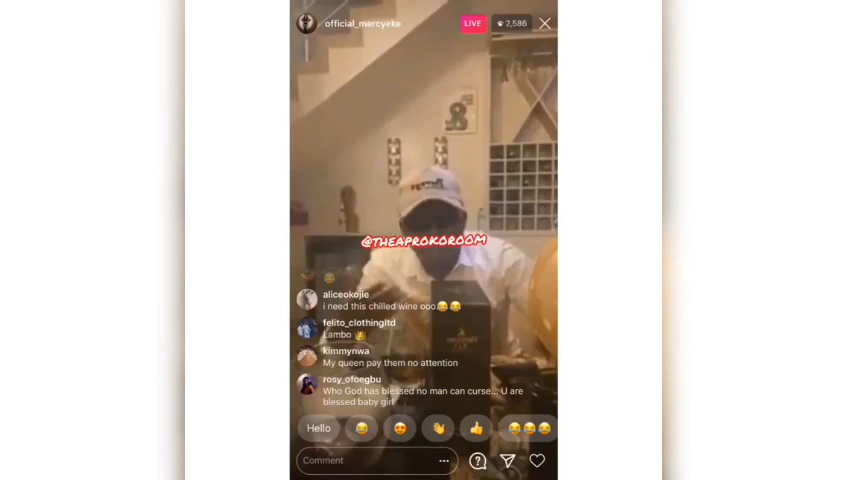 official_mercyeke
LIVE
2,586
@THEAPROKOROOM
aliceokojie
i need this chilled wine ooo😂😂
felito_clothingltd
Lambo
kimmynwa
My queen pay them no attention
rosy_ofoegbu
Who God has blessed no man can curse... U are
blessed baby girl
Hello
Comment